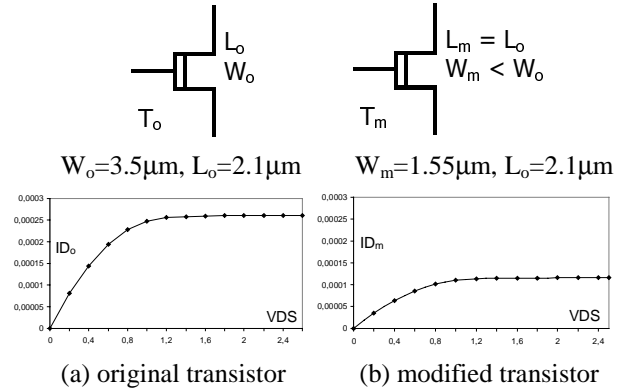 Lo
Wo
To
Lm = Lo
Wm < Wo
Tm
Wo=3.5μm, Lo=2.1μm
Wm=1.55μm, Lo=2.1μm
0,0003
0,00025
0,0002
0,00015
0,0001
0,00005
0
IDo
VDS
0 0,4 0,8 1,2 1,6 2 2,4
0,0003
0,00025
0,0002
0,00015
0,0001
0,00005
0
IDm
VDS
0 0,4 0,8 1,2 1,6 2 2,4
(a) original transistor
(b) modified transistor